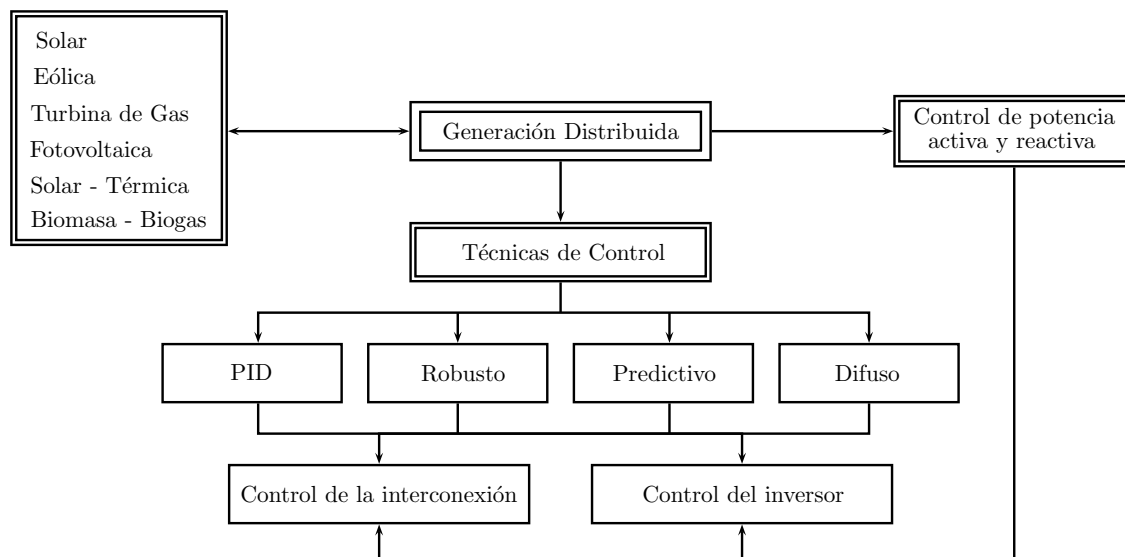 Solar
Eólica
Turbina de Gas
Fotovoltaica
Solar - Térmica
Biomasa - Biogas
Generación Distribuida
Control de potencia
activa y reactiva
Técnicas de Control
PID
Robusto
Predictivo
Difuso
Control de la interconexión
Control del inversor